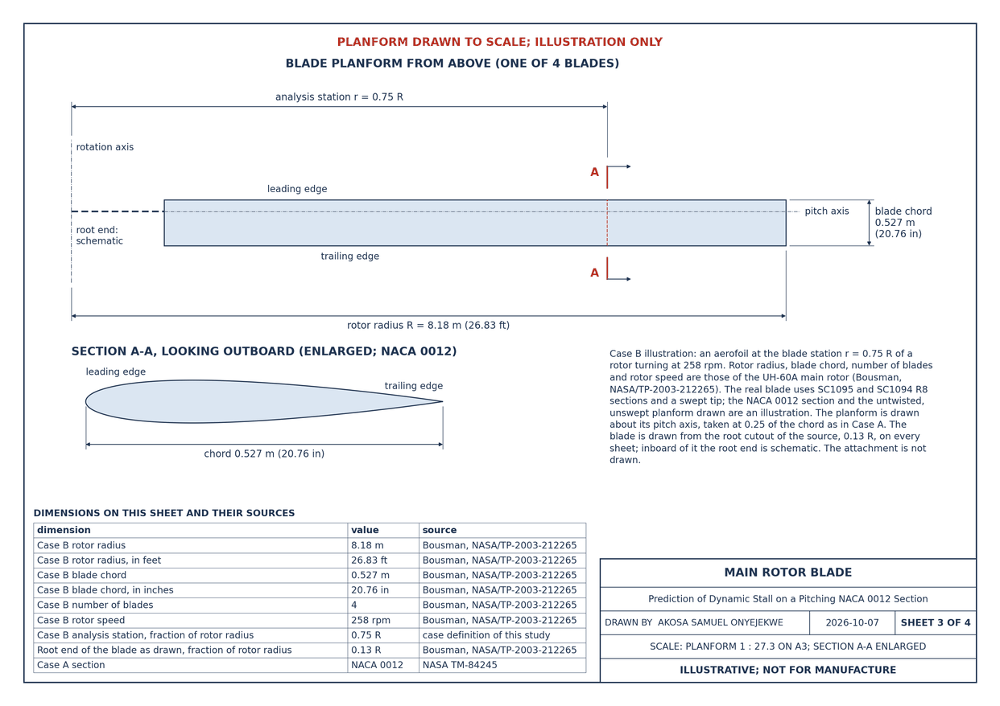 PLANFORM DRAWN TO SCALE; ILLUSTRATION ONLY
BLADE PLANFORM FROM ABOVE (ONE OF 4 BLADES)
analysis station r = 0.75 R
rotation axis
A
leading edge
pitch axis
blade chord
0.527 m
(20.76 in)
root end:
schematic
trailing edge
A
rotor radius R = 8.18 m (26.83 ft)
SECTION A-A, LOOKING OUTBOARD (ENLARGED; NACA 0012)
leading edge
trailing edge
chord 0.527 m (20.76 in)
Case B illustration: an aerofoil at the blade station r = 0.75 R of a
rotor turning at 258 rpm. Rotor radius, blade chord, number of blades
and rotor speed are those of the UH-60A main rotor (Bousman,
NASA/TP-2003-212265). The real blade uses SC1095 and SC1094 R8
sections and a swept tip; the NACA 0012 section and the untwisted,
unswept planform drawn are an illustration. The planform is drawn
about its pitch axis, taken at 0.25 of the chord as in Case A. The
blade is drawn from the root cutout of the source, 0.13 R, on every
sheet; inboard of it the root end is schematic. The attachment is not
drawn.
DIMENSIONS ON THIS SHEET AND THEIR SOURCES
dimension value source
Case B rotor radius 8.18 m Bousman, NASA/TP-2003-212265
Case B rotor radius, in feet 26.83 ft Bousman, NASA/TP-2003-212265
Case B blade chord 0.527 m Bousman, NASA/TP-2003-212265
Case B blade chord, in inches 20.76 in Bousman, NASA/TP-2003-212265
Case B number of blades 4 Bousman, NASA/TP-2003-212265
Case B rotor speed 258 rpm Bousman, NASA/TP-2003-212265
Case B analysis station, fraction of rotor radius 0.75 R case definition of this study
Root end of the blade as drawn, fraction of rotor radius 0.13 R Bousman, NASA/TP-2003-212265
Case A section NACA 0012 NASA TM-84245
MAIN ROTOR BLADE
Prediction of Dynamic Stall on a Pitching NACA 0012 Section
DRAWN BY AKOSA SAMUEL ONYEJEKWE 2026-10-07 SHEET 3 OF 4
SCALE: PLANFORM 1 : 27.3 ON A3; SECTION A-A ENLARGED
ILLUSTRATIVE; NOT FOR MANUFACTURE